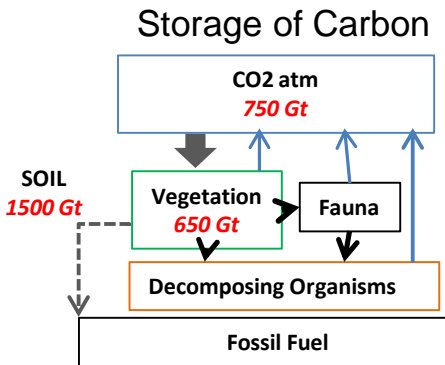 Storage of Carbon
CO2 atm
750 Gt
SOIL
1500 Gt
Vegetation
650 Gt
Fauna
Decomposing Organisms
Fossil Fuel